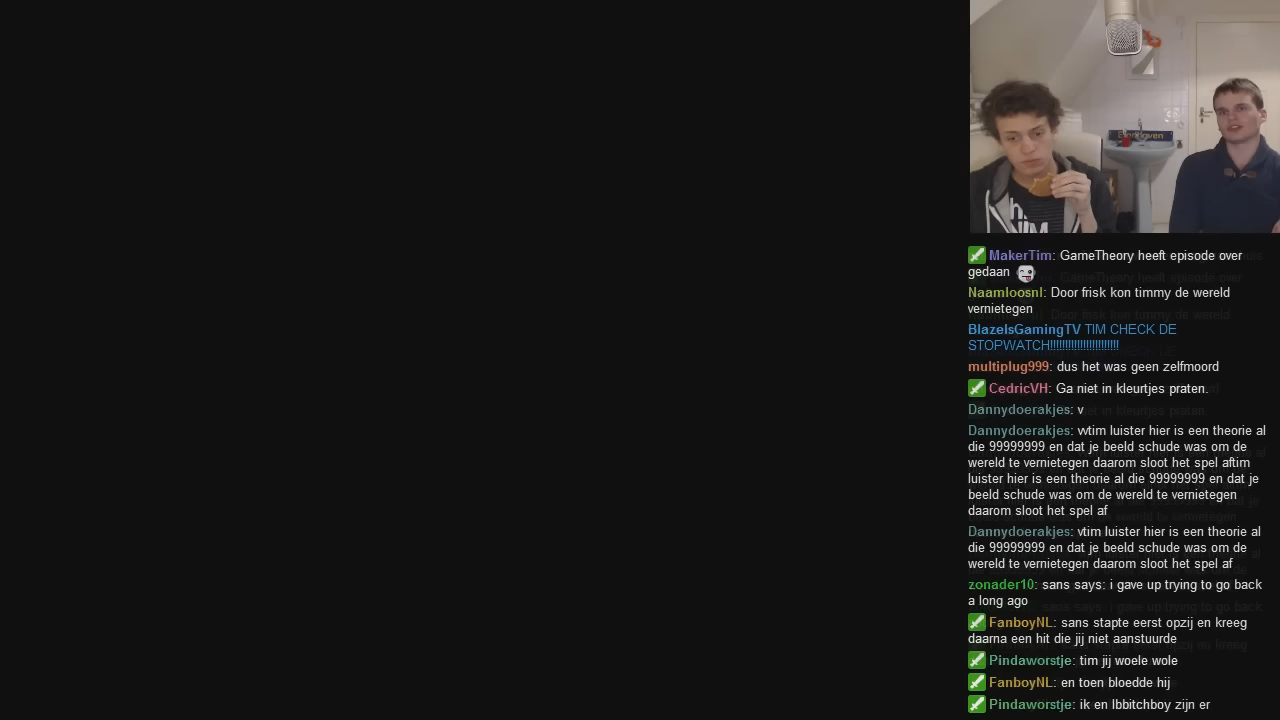 Eindhoven
MakerTim: GameTheory heeft episode over
gedaan
Naamloosnl: Door frisk kon timmy de wereld
vernietegen
BlazeIsGamingTV TIM CHECK DE
STOPWATCH!!!!!!!!!!!!!!!!!!!!!!!
multiplug999: dus het was geen zelfmoord
CedricVH: Ga niet in kleurtjes praten.
Dannydoerakjes: v
Dannydoerakjes: vvtim luister hier is een theorie al
die 99999999 en dat je beeld schude was om de
wereld te vernietegen daarom sloot het spel aftim
luister hier is een theorie al die 99999999 en dat je
beeld schude was om de wereld te vernietegen
daarom sloot het spel af
Dannydoerakjes: vtim luister hier is een theorie al
die 99999999 en dat je beeld schude was om de
wereld te vernietegen daarom sloot het spel af
zonader10: sans says: i gave up trying to go back
a long ago
FanboyNL: sans stapte eerst opzij en kreeg
daarna een hit die jij niet aanstuurde
Pindaworstje: tim jij woele wole
FanboyNL: en toen bloedde hij
Pindaworstje: ik en lbbitchboy zijn er